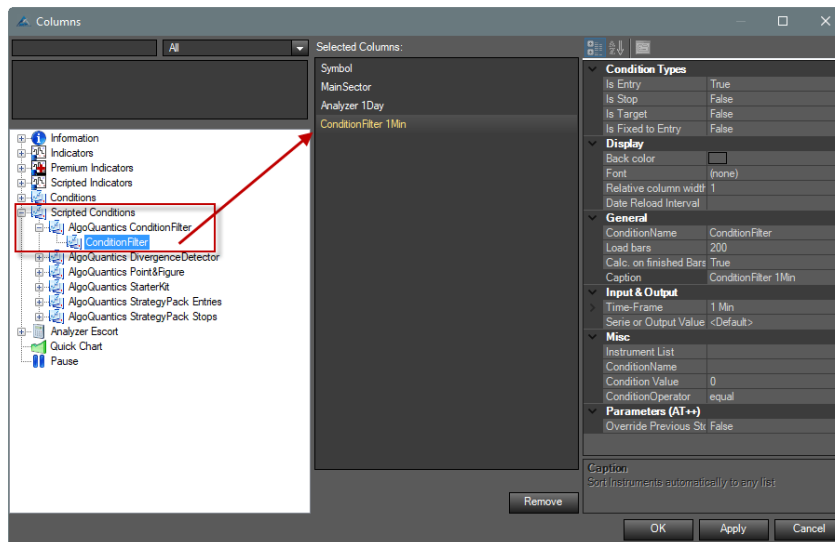 Columns
All
Selected Columns:
Symbol
MainSector
Analyzer 1Day
ConditionFilter 1Min
Information
Indicators
Premium Indicators
Scripted Indicators
Conditions
Scripted Conditions
AlgoQuantics ConditionFilter
ConditionFilter
AlgoQuantics DivergenceDetector
AlgoQuantics Point&Figure
AlgoQuantics StarterKit
AlgoQuantics StrategyPack Entries
AlgoQuantics StrategyPack Stops
Analyzer Escort
Quick Chart
Pause
Remove
Condition Types
Is Entry True
Is Stop False
Is Target False
Is Fixed to Entry False
Display
Back color
Font (none)
Relative column width 1
Date Reload Interval
General
ConditionName ConditionFilter
Load bars 200
Calc. on finished Bars True
Caption ConditionFilter 1Min
Input & Output
Time-Frame 1 Min
Serie or Output Value <Default>
Misc
Instrument List
ConditionName
Condition Value 0
ConditionOperator equal
Parameters (AT++)
Override Previous Sto False
Caption
Sort Instruments automatically to any list
OK Apply Cancel